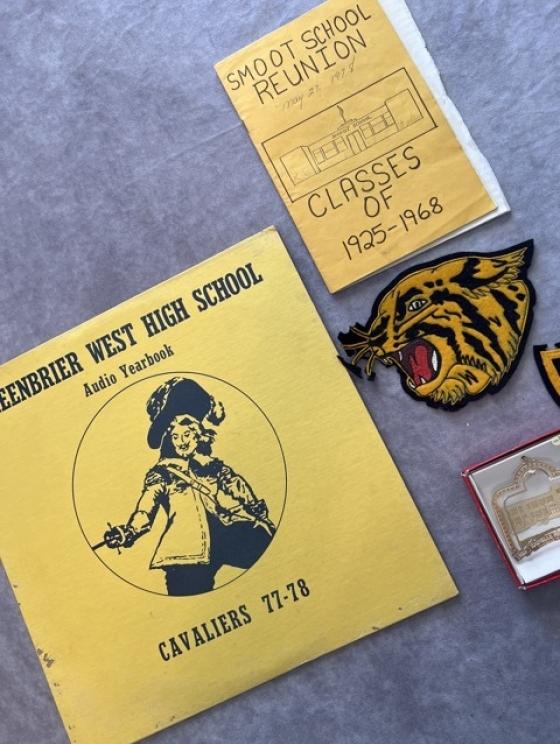 SMOOT SCHOOL
REUNION
May 27, 1978
CLASSES
OF
1925-1968
EENBRIER WEST HIGH SCHOOL
Audio Yearbook
CAVALIERS 77-78